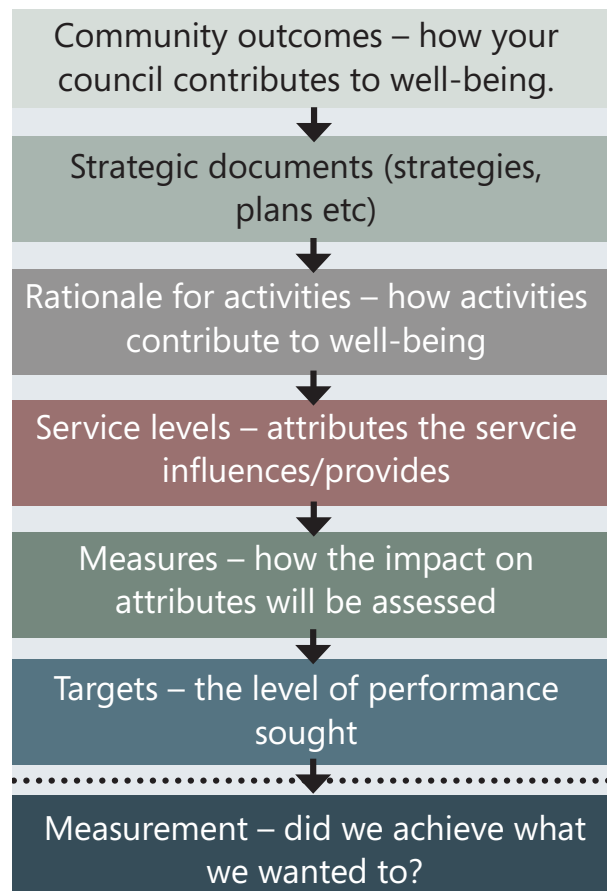 Community outcomes – how your
council contributes to well-being.
Strategic documents (strategies,
plans etc)
Rationale for activities – how activities
contribute to well-being
Service levels – attributes the servcie
influences/provides
Measures – how the impact on
attributes will be assessed
Targets – the level of performance
sought
Measurement – did we achieve what
we wanted to?